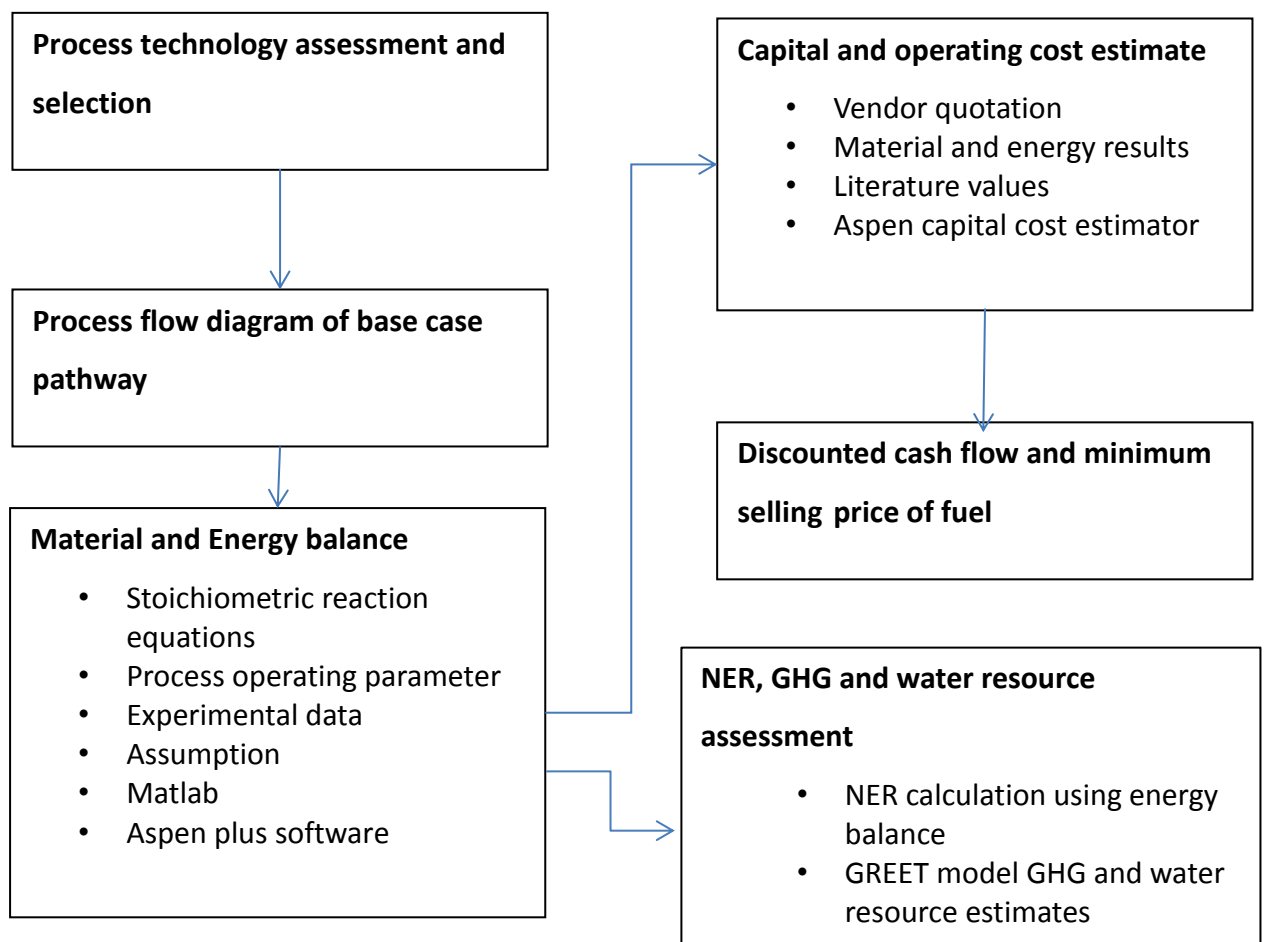 Process technology assessment and
selection
Process flow diagram of base case
pathway
Material and Energy balance
• Stoichiometric reaction
equations
• Process operating parameter
• Experimental data
• Assumption
• Matlab
• Aspen plus software
Capital and operating cost estimate
• Vendor quotation
• Material and energy results
• Literature values
• Aspen capital cost estimator
Discounted cash flow and minimum
selling price of fuel
NER, GHG and water resource
assessment
• NER calculation using energy
balance
• GREET model GHG and water
resource estimates